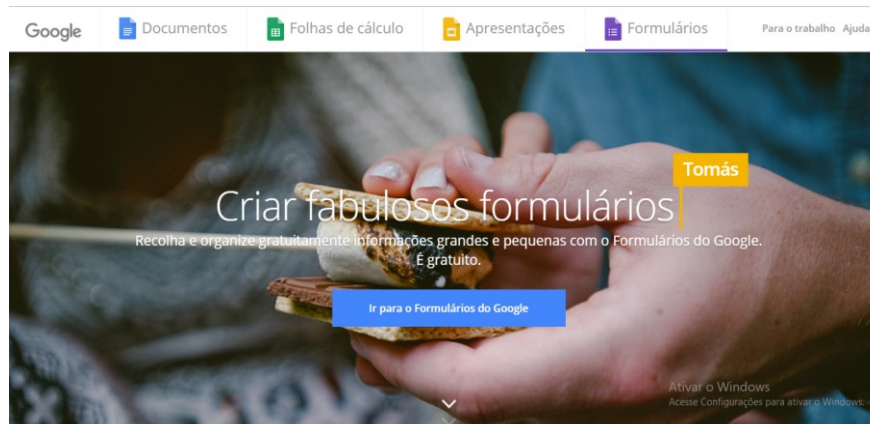 Google Documentos Folhas de cálculo Apresentações Formulários Para o trabalho Ajuda
Tomás
Criar fabulosos formulários
Recolha e organize gratuitamente informações grandes e pequenas com o Formulários do Google.
É gratuito.
Ir para o Formulários do Google
Ativar o Windows
Acesse Configurações para ativar o Windows.